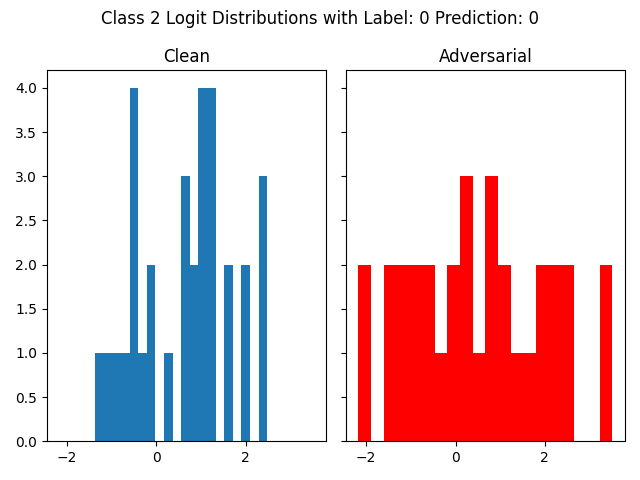 Class 2 Logit Distributions with Label: 0 Prediction: 0
Clean
Adversarial
4.0
3.5
3.0
2.5
2.0
1.5
1.0
0.5
0.0
−2 0 2
−2 0 2